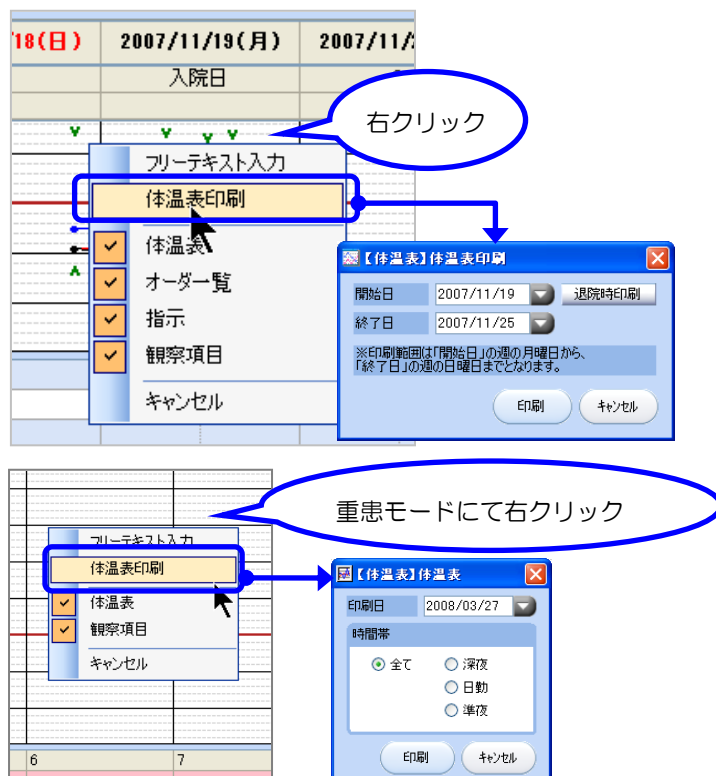 /18(日) 2007/11/19(月) 2007/11/
入院日
右クリック
フリーテキスト入力
体温表印刷
体温表
オーダ一覧
指示
観察項目
キャンセル
【体温表】体温表印刷
開始日 2007/11/19 退院時印刷
終了日 2007/11/25
※印刷範囲は「開始日」の週の月曜日から、
「終了日」の週の日曜日までとなります。
印刷 キャンセル
重患モードにて右クリック
フリーテキスト入力
体温表印刷
体温表
観察項目
キャンセル
6 7
【体温表】体温表
印刷日 2008/03/27
時間帯
全て 深夜
日勤
準夜
印刷 キャンセル